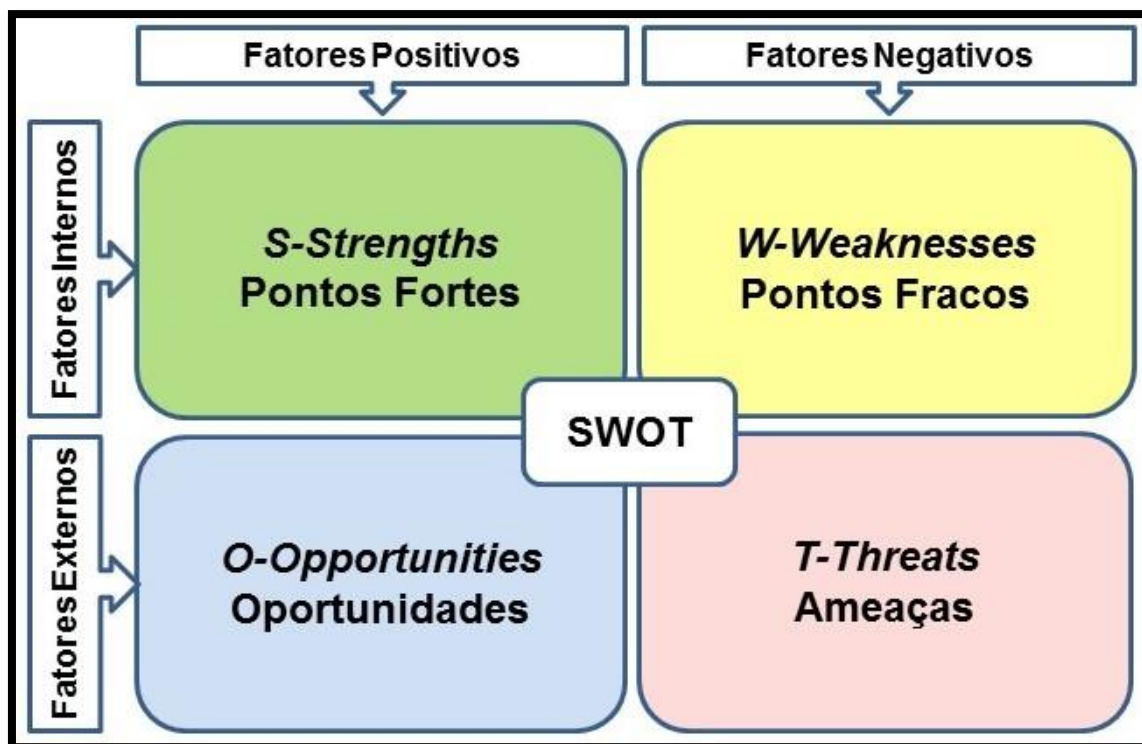 Fatores Positivos
Fatores Negativos
Fatores Internos
S-Strengths
Pontos Fortes
W-Weaknesses
Pontos Fracos
SWOT
Fatores Externos
O-Opportunities
Oportunidades
T-Threats
Ameaças